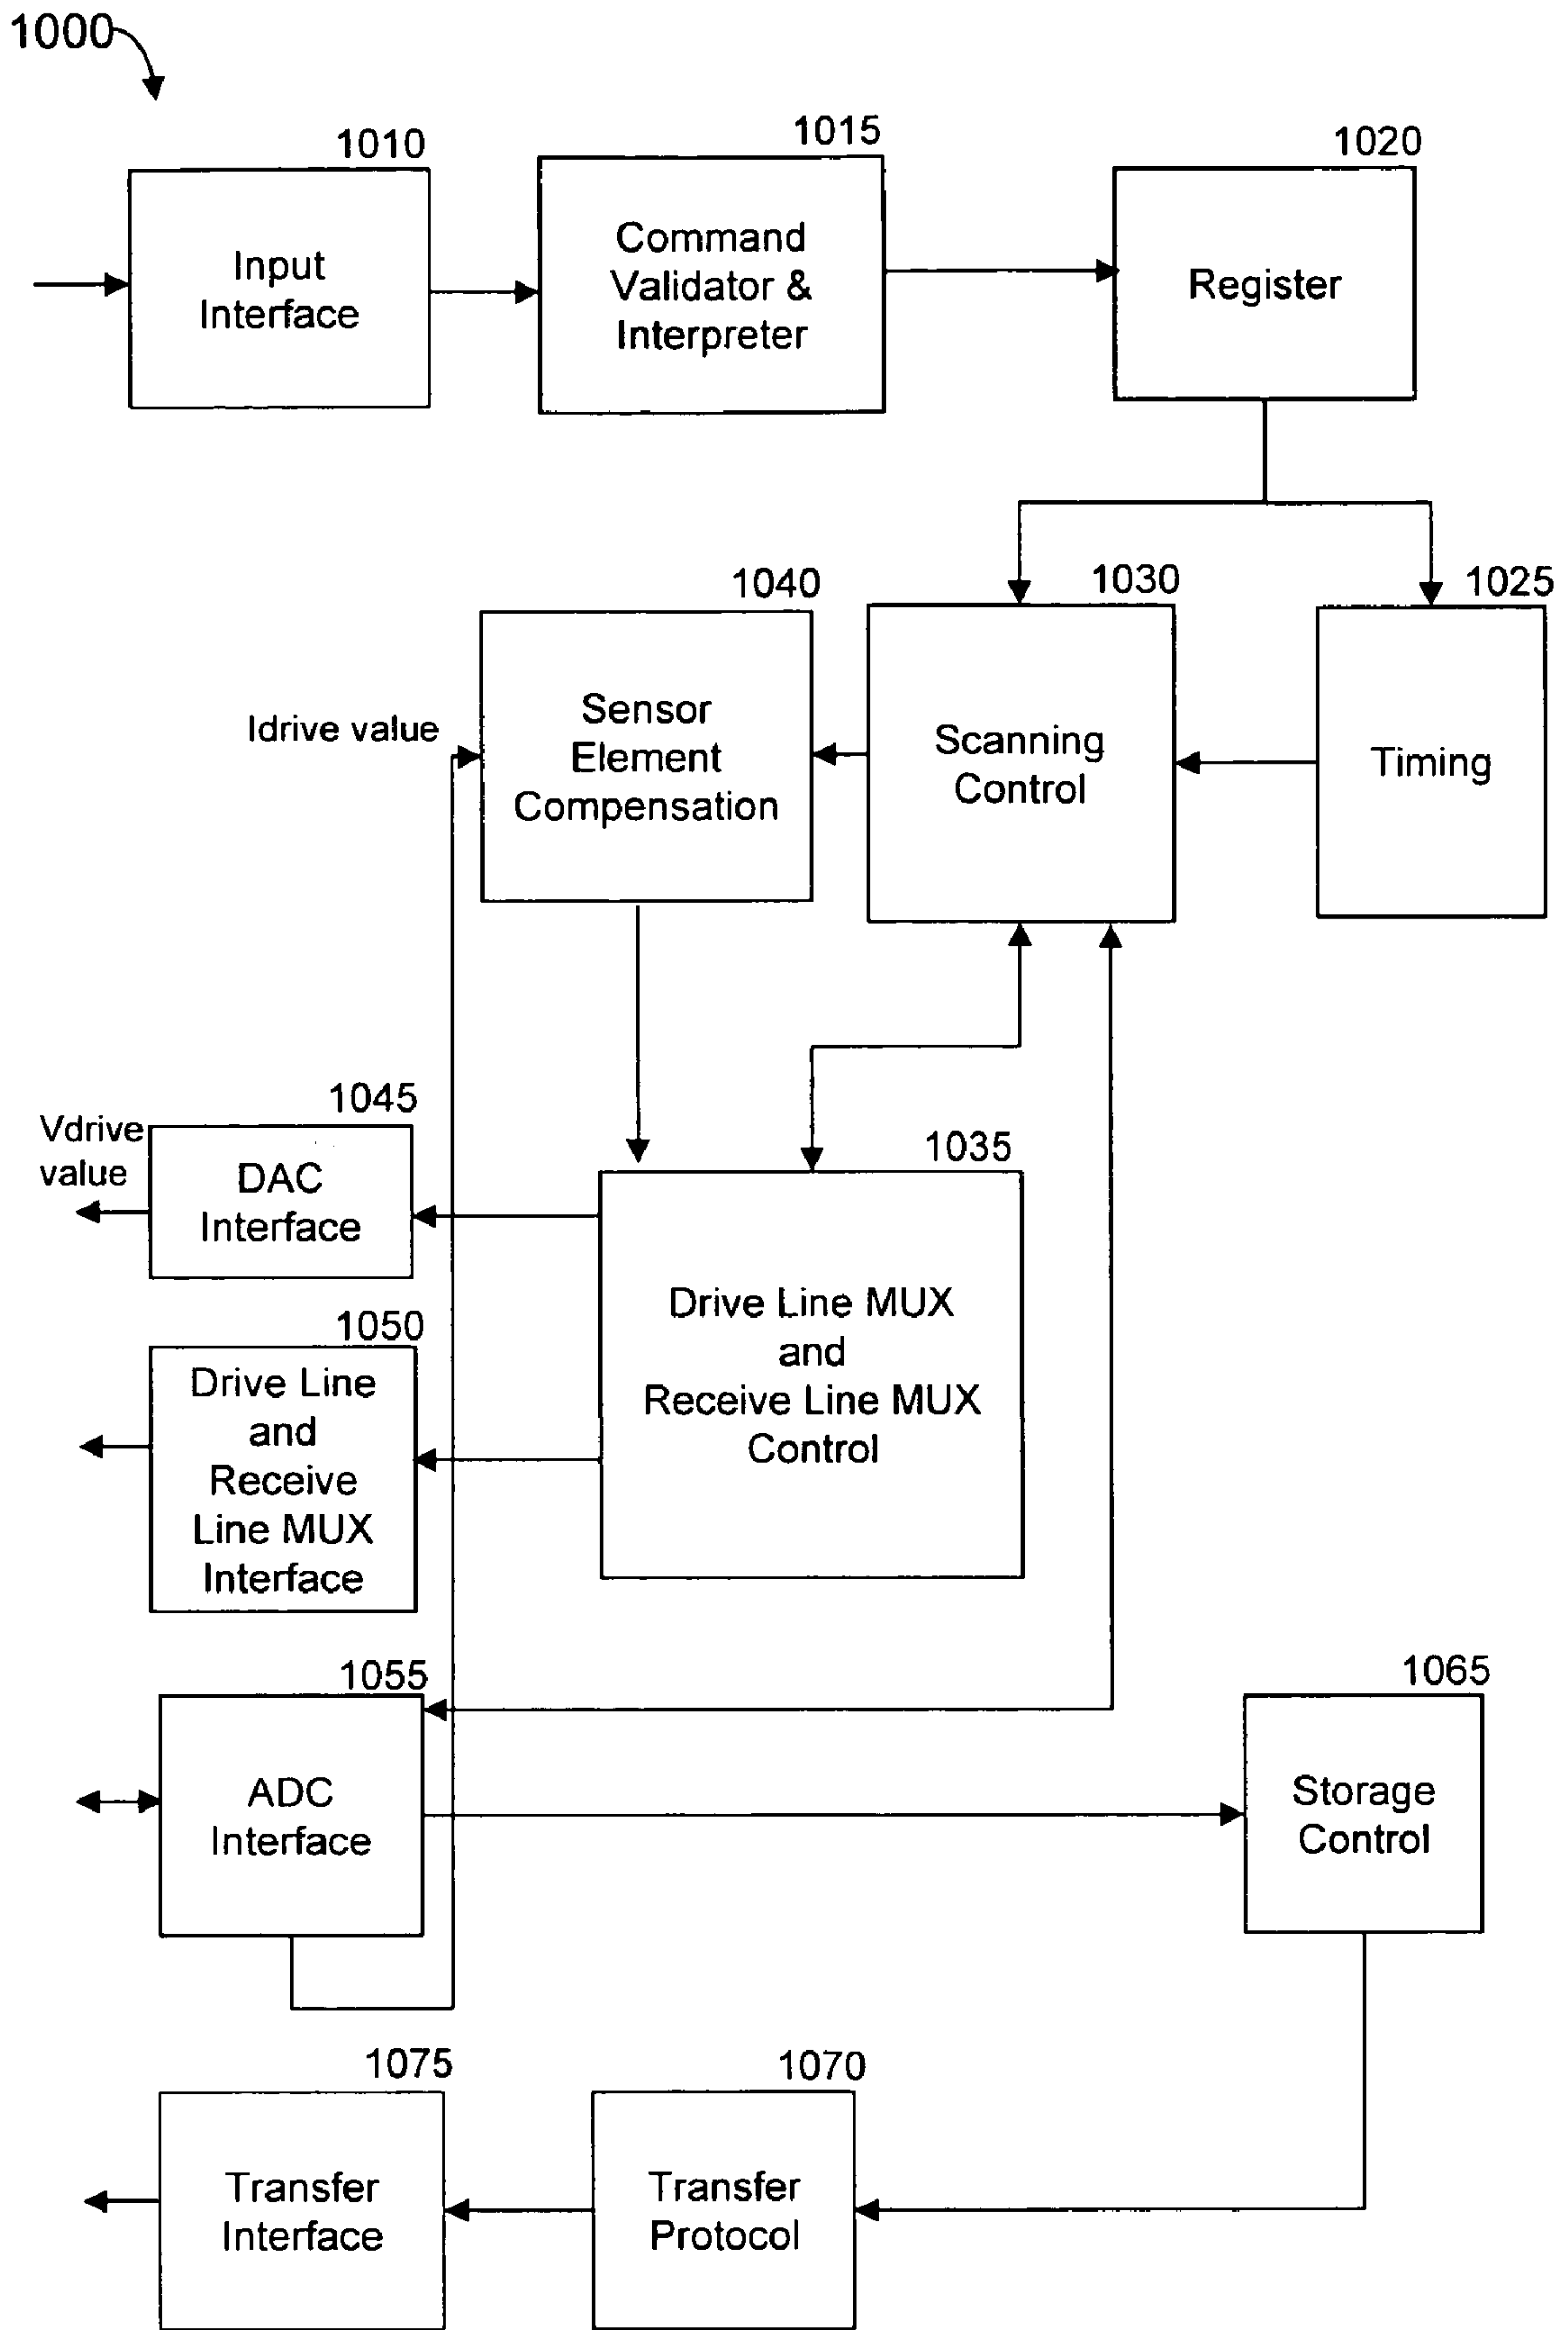 1000
1010
Input
Interface
1015
Command
Validator &
Interpreter
1020
Register
1040
Sensor
Element
Compensation
1030
Scanning
Control
1025
Timing
Idrive value
1045
Vdrive
value
DAC
Interface
1035
Drive Line MUX
and
Receive Line MUX
Control
1050
Drive Line
and
Receive
Line MUX
Interface
1055
ADC
Interface
1065
Storage
Control
1075
Transfer
Interface
1070
Transfer
Protocol